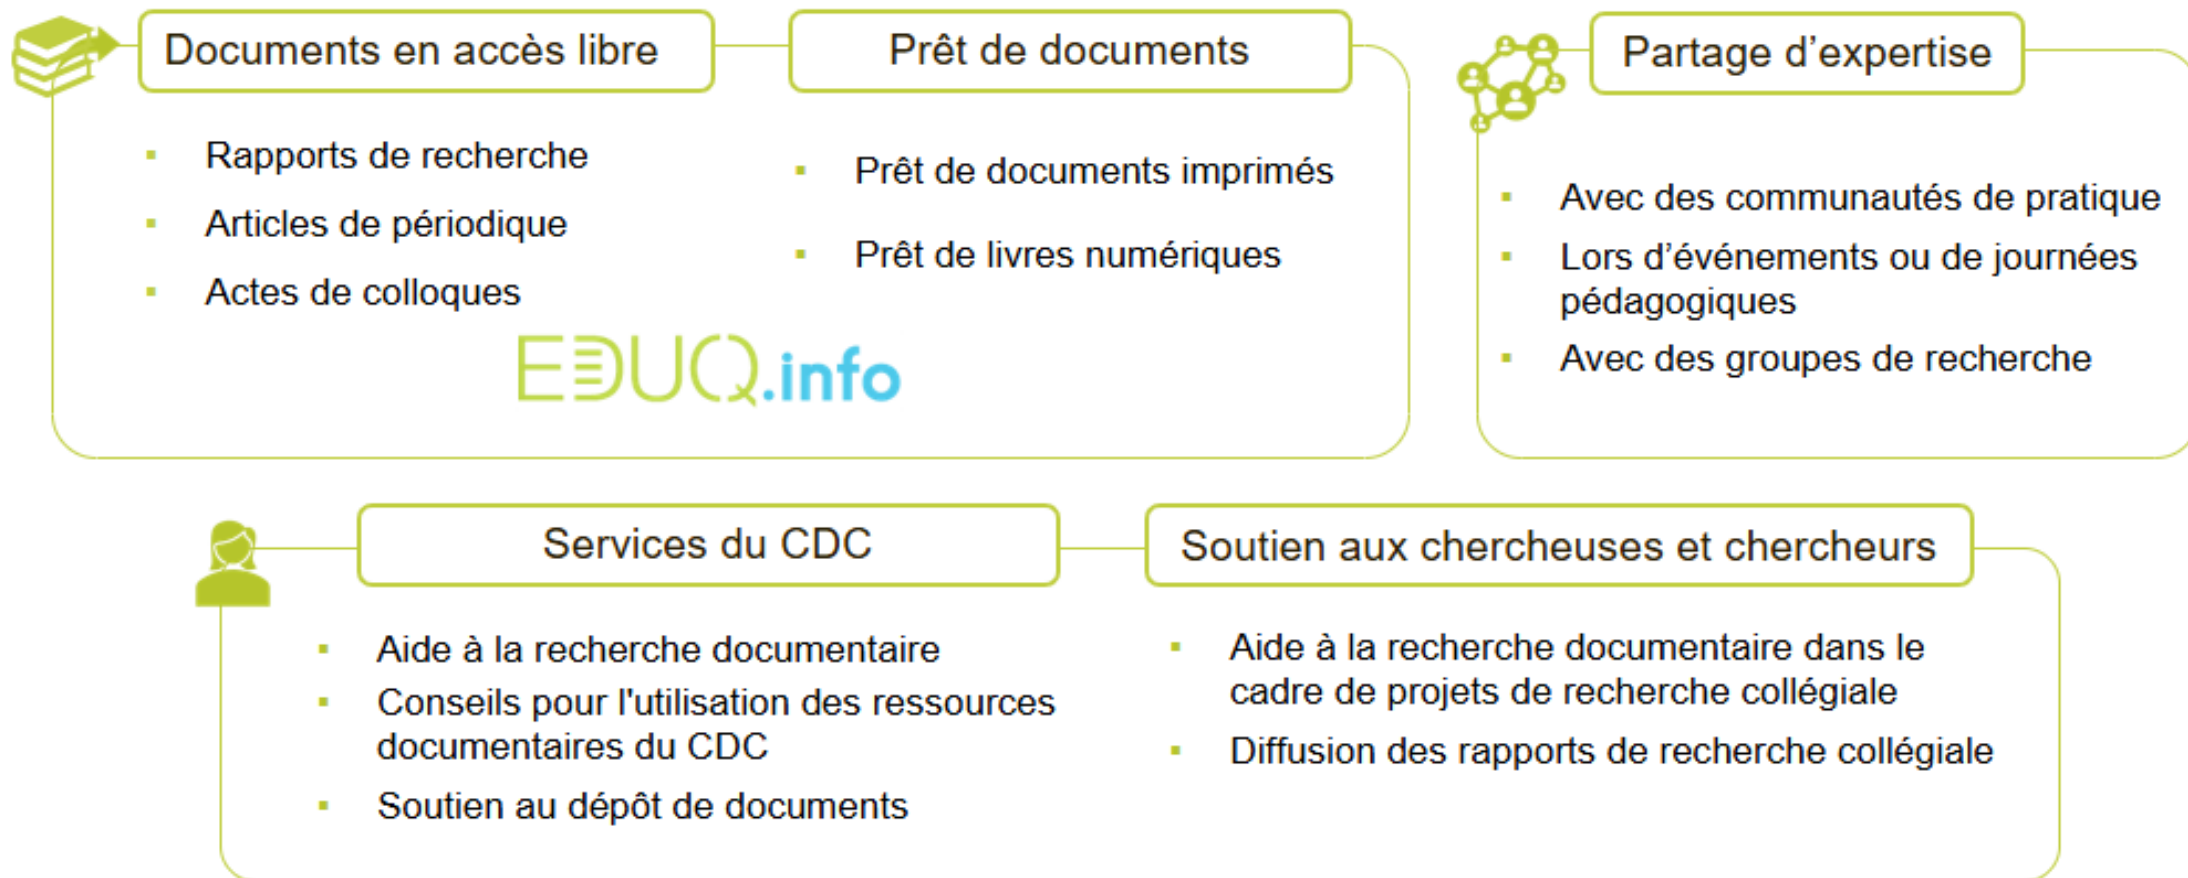 Documents en accès libre
Rapports de recherche
Articles de périodique
Actes de colloques
Prêt de documents
Prêt de documents imprimés
Prêt de livres numériques
EDUQ.info
Partage d’expertise
Avec des communautés de pratique
Lors d’événements ou de journées
pédagogiques
Avec des groupes de recherche
Services du CDC
Aide à la recherche documentaire
Conseils pour l'utilisation des ressources
documentaires du CDC
Soutien au dépôt de documents
Soutien aux chercheuses et chercheurs
Aide à la recherche documentaire dans le
cadre de projets de recherche collégiale
Diffusion des rapports de recherche collégiale